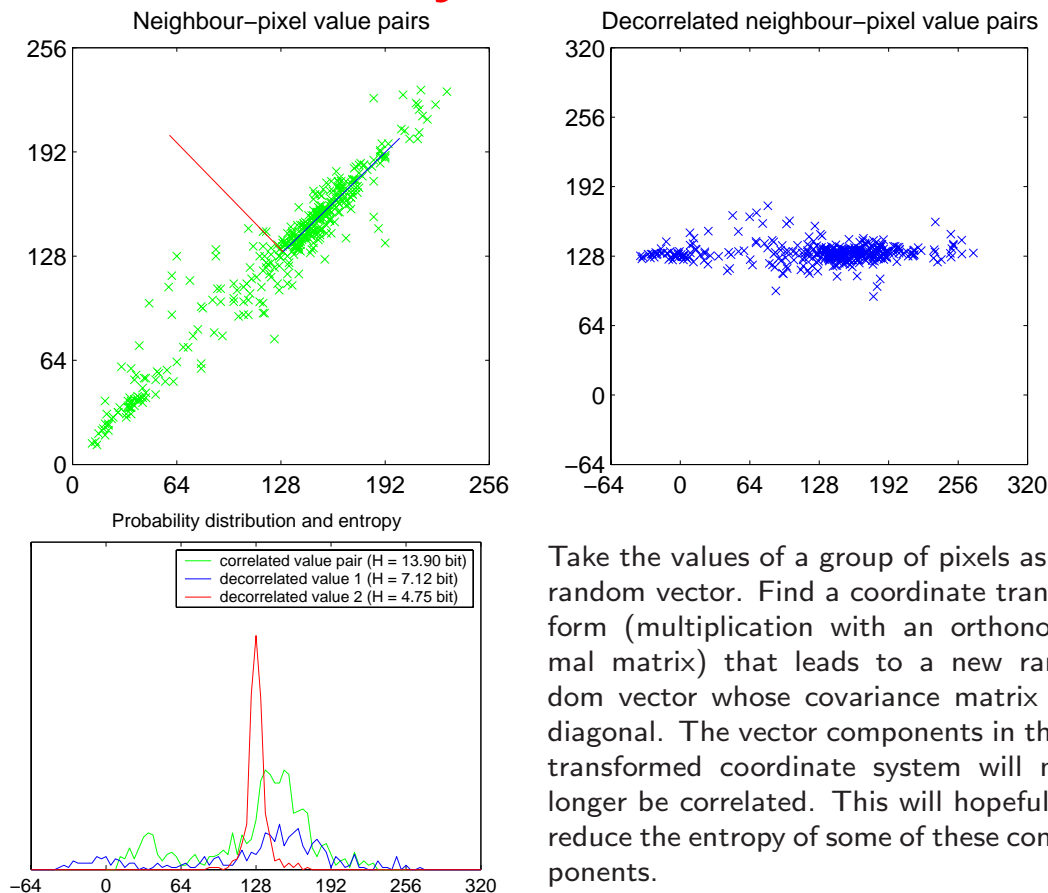 Neighbour−pixel value pairs
256
192
128
64
0
0 64 128 192 256
Decorrelated neighbour−pixel value pairs
320
256
192
128
64
0
−64
−64 0 64 128 192 256 320
Probability distribution and entropy
correlated value pair (H = 13.90 bit)
decorrelated value 1 (H = 7.12 bit)
decorrelated value 2 (H = 4.75 bit)
−64 0 64 128 192 256 320
Take the values of a group of pixels as
random vector. Find a coordinate tran
form (multiplication with an orthono
mal matrix) that leads to a new ran
dom vector whose covariance matrix
diagonal. The vector components in th
transformed coordinate system will n
longer be correlated. This will hopeful
reduce the entropy of some of these con
ponents.